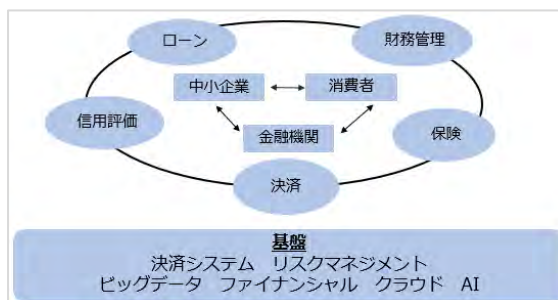 ローン
財務管理
中小企業
消費者
信用評価
金融機関
保険
決済
基盤
決済システム　リスクマネジメント
ビッグデータ　ファイナンシャル　クラウド　AI